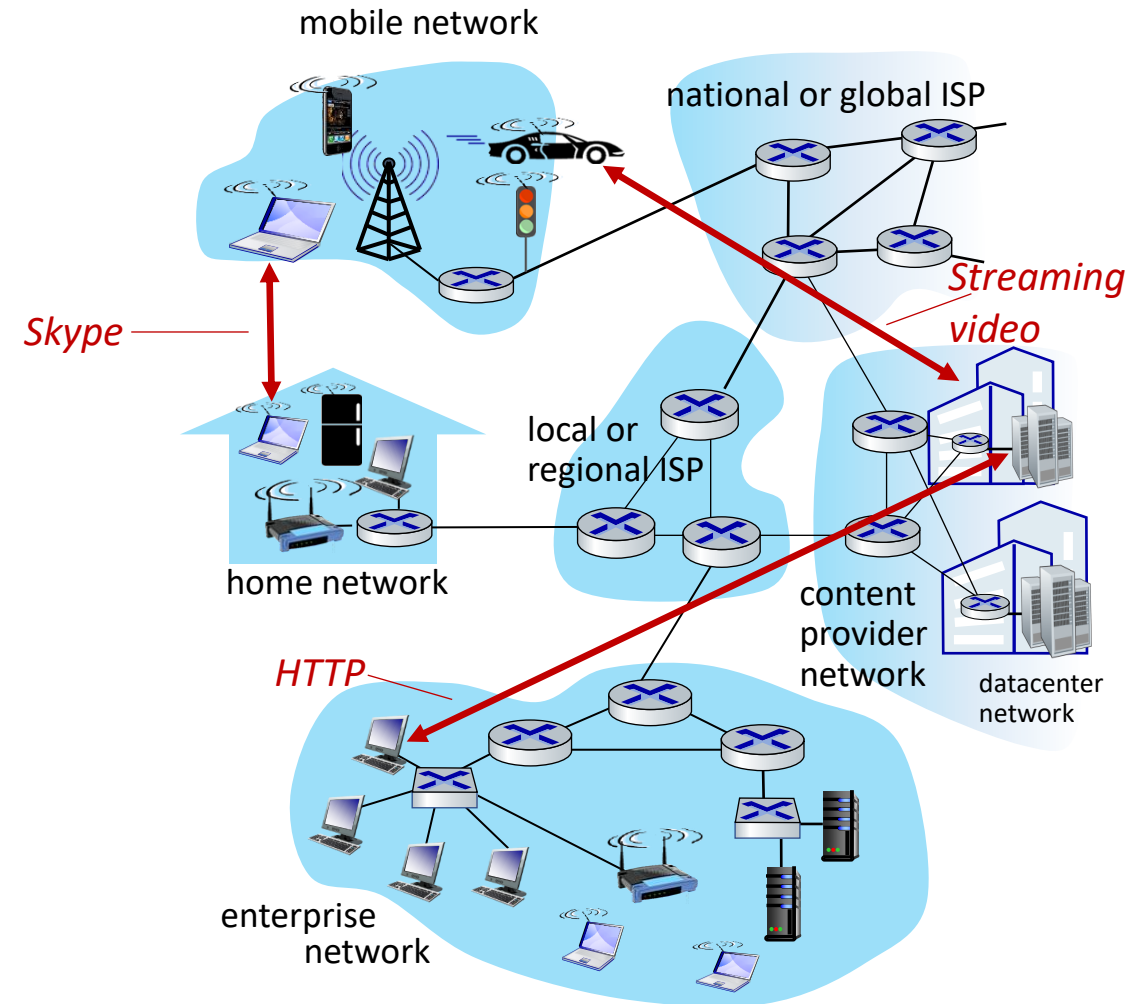 mobile network
national or global ISP
Streaming
video
Skype
local or
regional ISP
home network
content
provider
network
datacenter
network
HTTP
enterprise
network